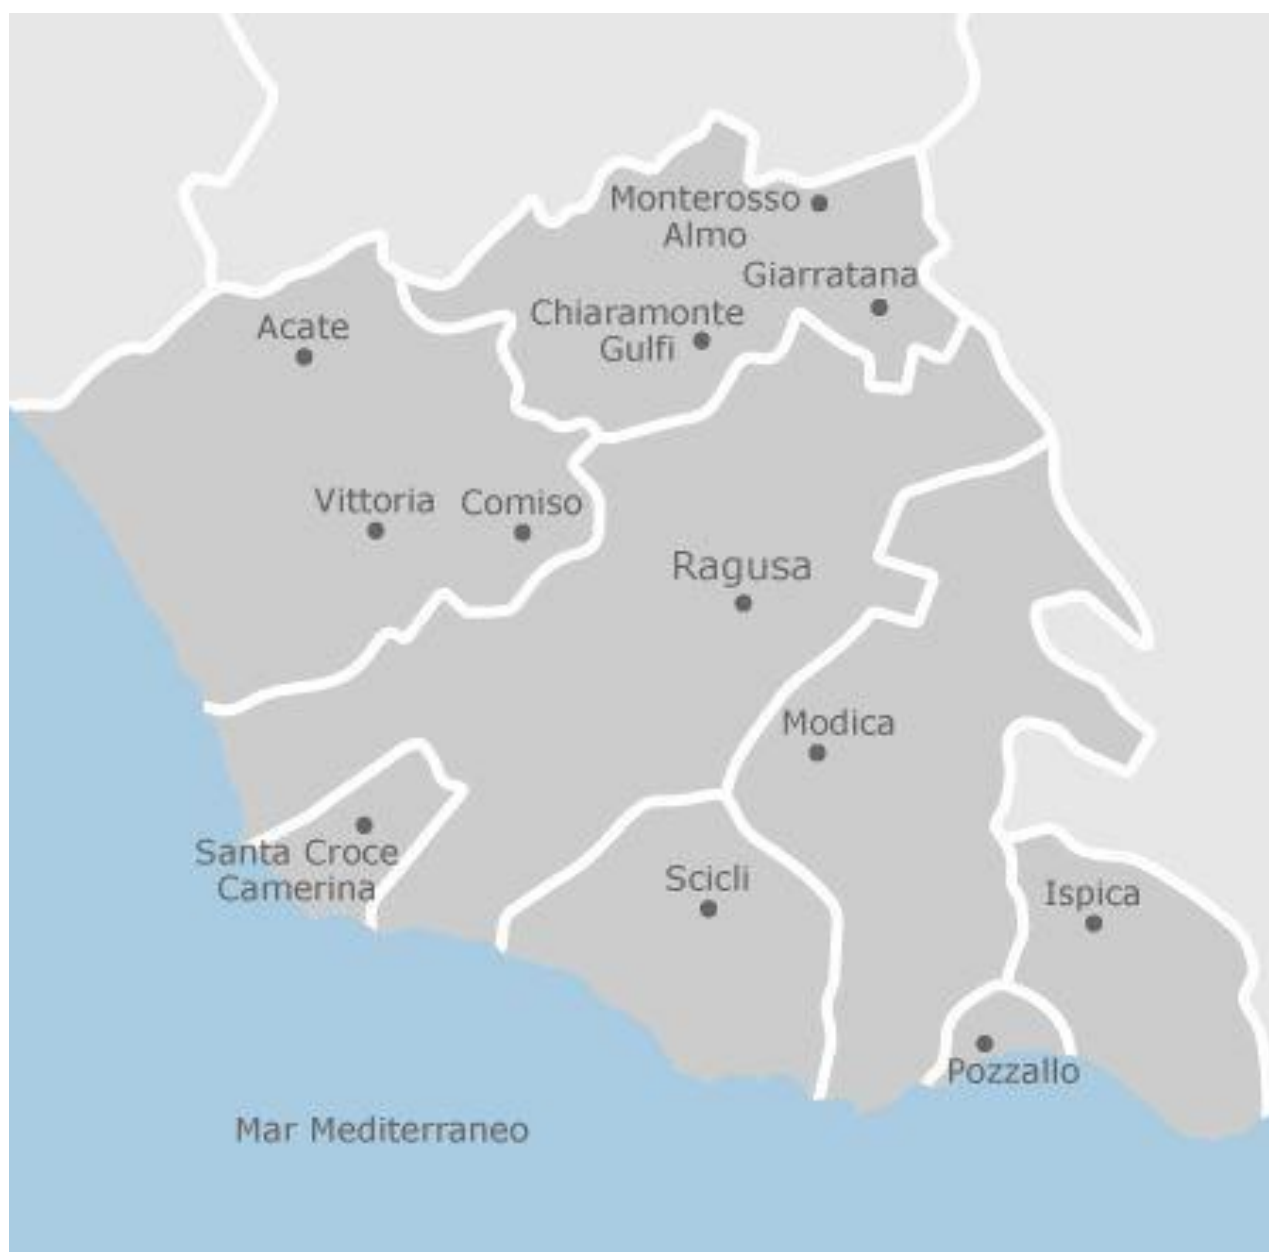 Monterosso
Almo
Giarratana
Chiaramonte
Gulfi
Acate
Vittoria
Comiso
Ragusa
Modica
Santa Croce
Camerina
Scicli
Ispica
Pozzallo
Mar Mediterraneo